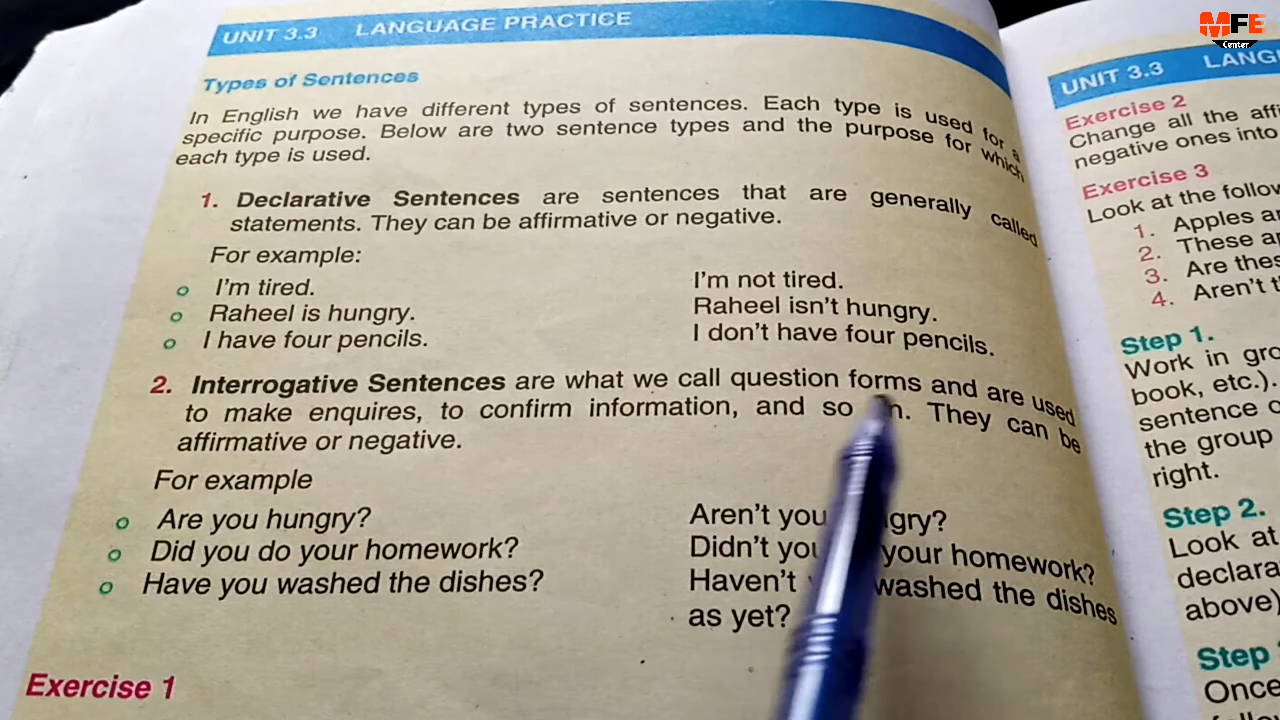 UNIT 3.3 LANGUAGE PRACTICE
Types of Sentences
In English we have different types of sentences. Each type is used for a
specific purpose. Below are two sentence types and the purpose for which
each type is used.
1. Declarative Sentences are sentences that are generally called
statements. They can be affirmative or negative.
For example:
I'm tired. I'm not tired.
Raheel is hungry. Raheel isn't hungry.
I have four pencils. I don't have four pencils.
2. Interrogative Sentences are what we call question forms and are used
to make enquires, to confirm information, and so
They can be
affirmative or negative.
For example
Are you hungry? Aren't you
Did you do your homework? Didn't your homework?
Have you washed the dishes? Haven't washed the dishes
as yet?
Exercise 1
MFE
Center
UNIT 3.3
Exercise 2
Change all the
negative ones into
Exercise 3
Look at the
1. Apples
2. These
3. Are
4. Aren't
Step 1.
Work in
book, etc.).
sentence
the group
right.
Step 2.
Look at
above)
Step
Once